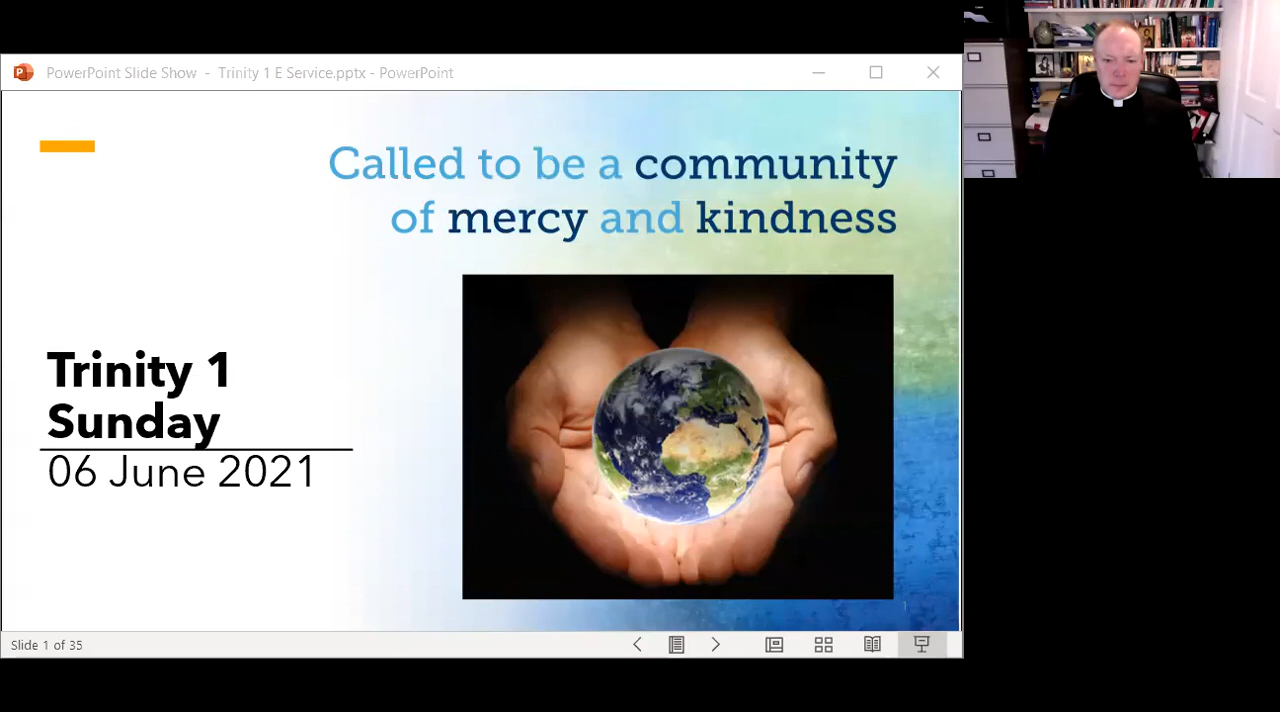 PowerPoint Slide Show - Trinity 1 E Service.pptx - PowerPoint
Called to be a community
of mercy and kindness
Trinity 1
Sunday
06 June 2021
1
Slide 1 of 35